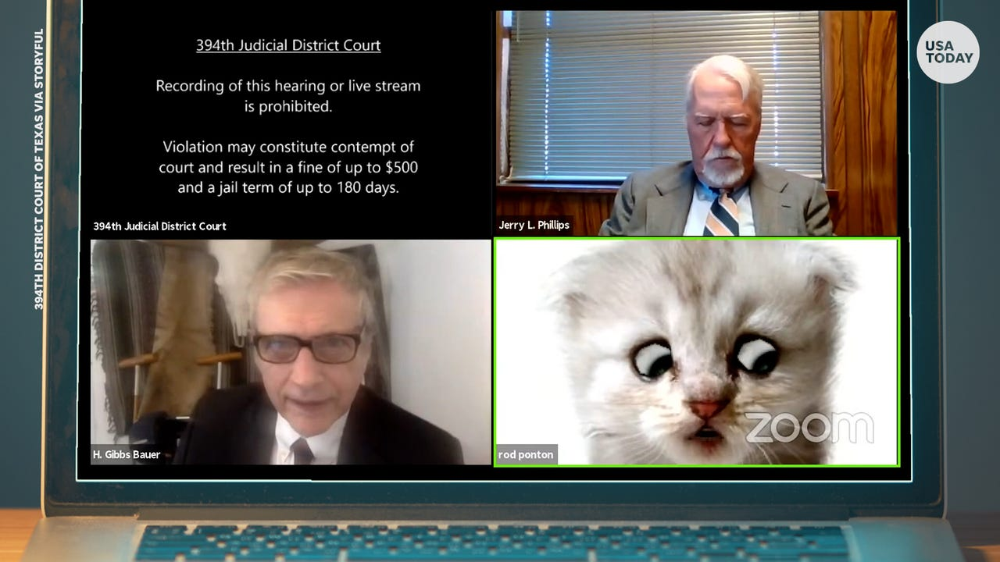 394TH DISTRICT COURT OF TEXAS VIA STORYFUL
USA
TODAY
394th Judicial District Court
Recording of this hearing or live stream
is prohibited.
Violation may constitute contempt of
court and result in a fine of up to $500
and a jail term of up to 180 days.
394th Judicial District Court
Jerry L. Phillips
H. Gibbs Bauer
rod ponton
zoom